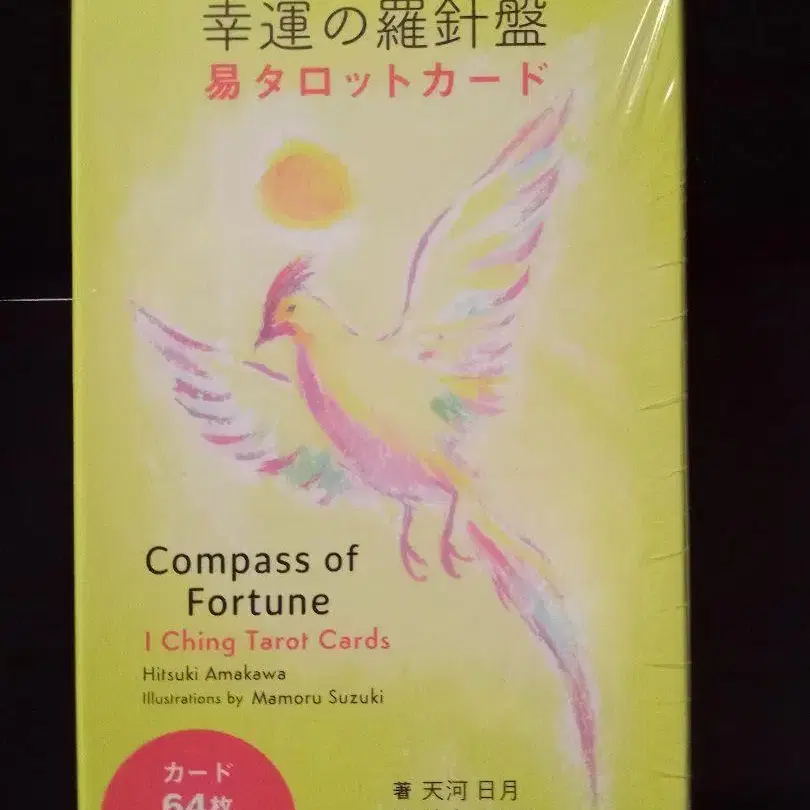 幸運の羅針盤
易タロットカード
Compass of
Fortune
I Ching Tarot Cards
Hitsuki Amakawa
Illustrations by Mamoru Suzuki
カード
64枚
著 天河 日月